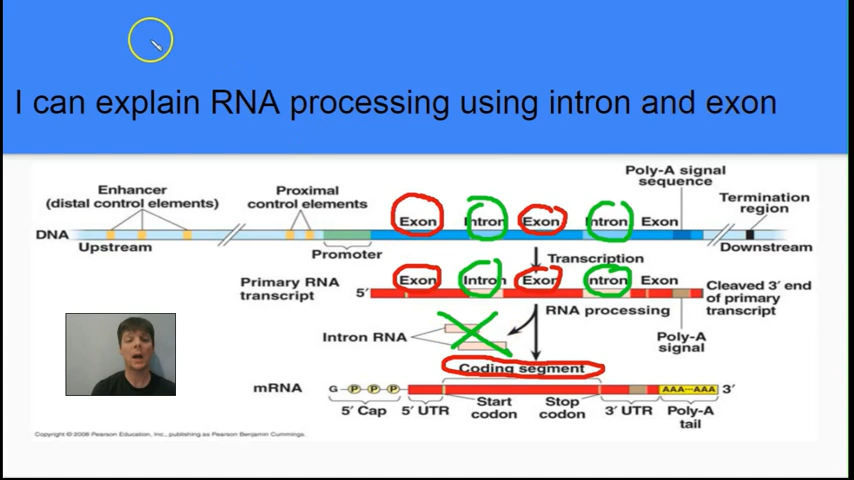 I can explain RNA processing using intron and exon
Enhancer
(distal control elements)
Proximal
control elements
Exon
Intron
Exon
Intron
Exon
Poly-A signal
sequence
Termination
region
DNA
Upstream
Promoter
Downstream
Transcription
Primary RNA
transcript
5′
Exon
Intron
Exon
Intron
Exon
Cleaved 3′ end
of primary
transcript
RNA processing
Intron RNA
Poly-A
signal
Coding segment
mRNA
G P P P
AAA···AAA 3′
5′ Cap
5′ UTR
Start
codon
Stop
codon
3′ UTR
Poly-A
tail
Copyright © 2008 Pearson Education, Inc., publishing as Pearson Benjamin Cummings.